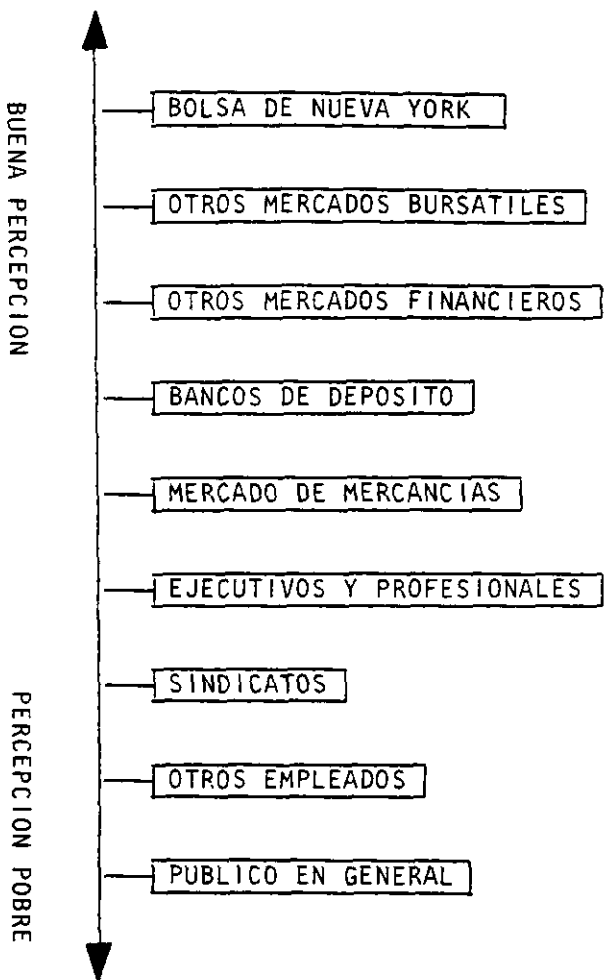 BUENA PERCEPCION
BOLSA DE NUEVA YORK
OTROS MERCADOS BURSATILES
OTROS MERCADOS FINANCIEROS
BANCOS DE DEPOSITO
MERCADO DE MERCANCIAS
EJECUTIVOS Y PROFESIONALES
PERCEPCION POBRE
SINDICATOS
OTROS EMPLEADOS
PUBLICO EN GENERAL